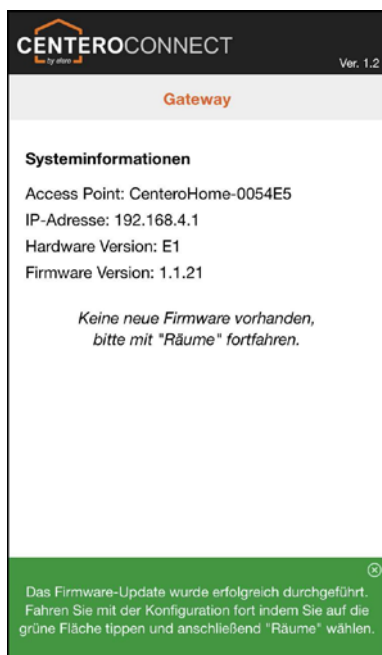 CENTEROCONNECT
by elero
Ver. 1.2
Gateway
Systeminformationen
Access Point: CenteroHome-0054E5
IP-Adresse: 192.168.4.1
Hardware Version: E1
Firmware Version: 1.1.21
Keine neue Firmware vorhanden,
bitte mit "Räume" fortfahren.
Das Firmware-Update wurde erfolgreich durchgeführt.
Fahren Sie mit der Konfiguration fort indem Sie auf die
grüne Fläche tippen und anschließend "Räume" wählen.